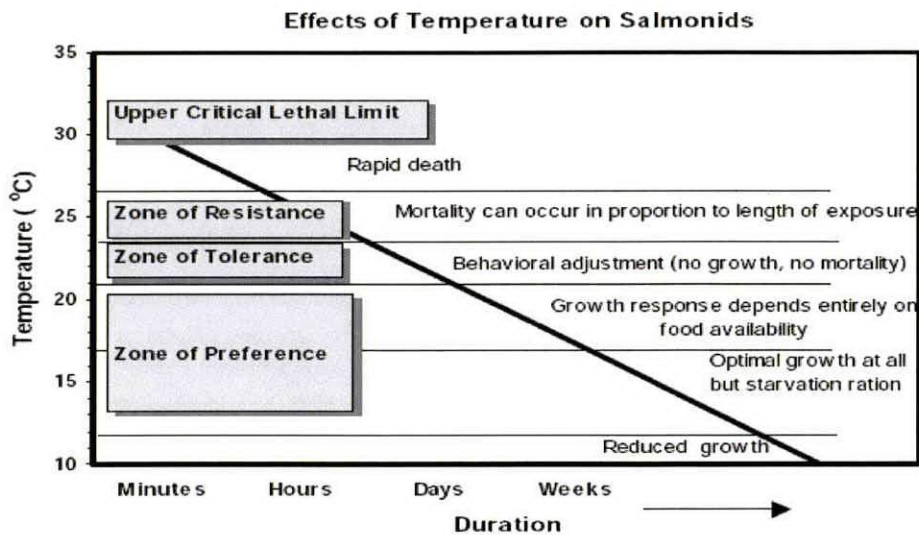 Effects of Temperature on Salmonids
35
Upper Critical Lethal Limit
30
Rapid death
Zone of Resistance
Mortality can occur in proportion to length of exposure
25
Zone of Tolerance
Behavioral adjustment (no growth, no mortality)
20
Growth response depends entirely on
food availability
Zone of Preference
Optimal growth at all
but starvation ration
15
Reduced growth
10
Temperature (°C)
Minutes Hours Days Weeks
Duration